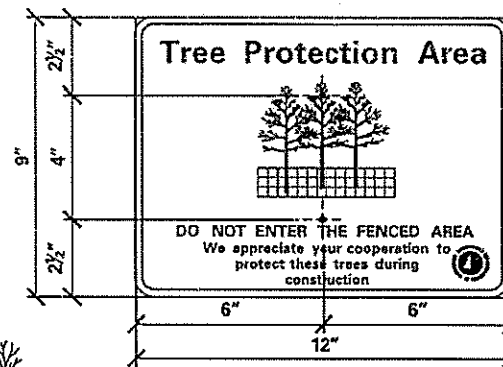 Tree Protection Area
DO NOT ENTER THE FENCED AREA
We appreciate your cooperation to
protect these trees during
construction
2½"
4"
2½"
9"
6"
6"
12"